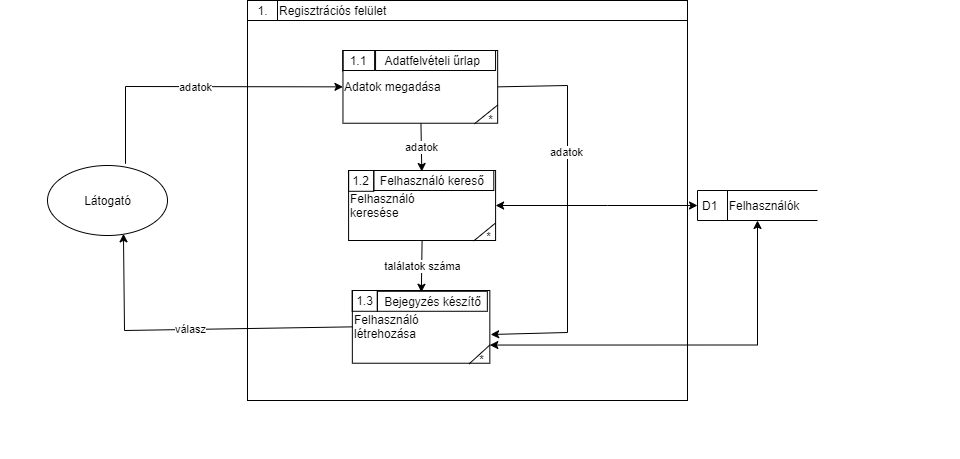 1. Regisztrációs felület
1.1 Adatfelvételi űrlap
Adatok megadása
*
adatok
adatok
adatok
1.2 Felhasználó kereső
Felhasználó
keresése
*
Látogató
D1 Felhasználók
találatok száma
1.3 Bejegyzés készítő
Felhasználó
létrehozása
*
válasz